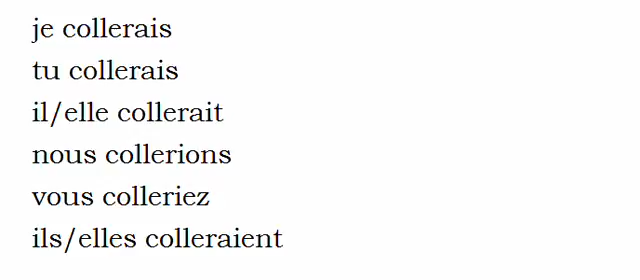 je collerais
tu collerais
il/elle collerait
nous collerions
vous colleriez
ils/elles colleraient